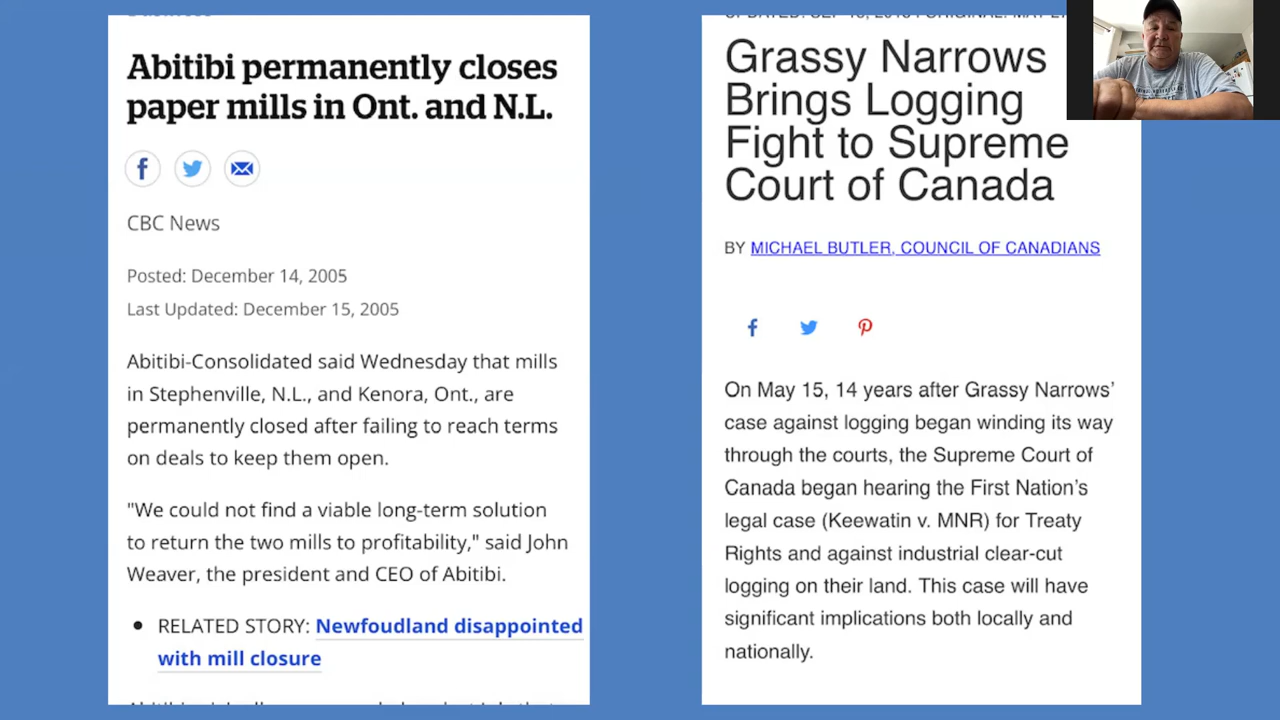 Abitibi permanently closes
paper mills in Ont. and N.L.
CBC News
Posted: December 14, 2005
Last Updated: December 15, 2005
Abitibi-Consolidated said Wednesday that mills
in Stephenville, N.L., and Kenora, Ont., are
permanently closed after failing to reach terms
on deals to keep them open.
"We could not find a viable long-term solution
to return the two mills to profitability," said John
Weaver, the president and CEO of Abitibi.
• RELATED STORY: Newfoudland disappointed
with mill closure
Grassy Narrows
Brings Logging
Fight to Supreme
Court of Canada
BY MICHAEL BUTLER, COUNCIL OF CANADIANS
On May 15, 14 years after Grassy Narrows’
case against logging began winding its way
through the courts, the Supreme Court of
Canada began hearing the First Nation’s
legal case (Keewatin v. MNR) for Treaty
Rights and against industrial clear-cut
logging on their land. This case will have
significant implications both locally and
nationally.